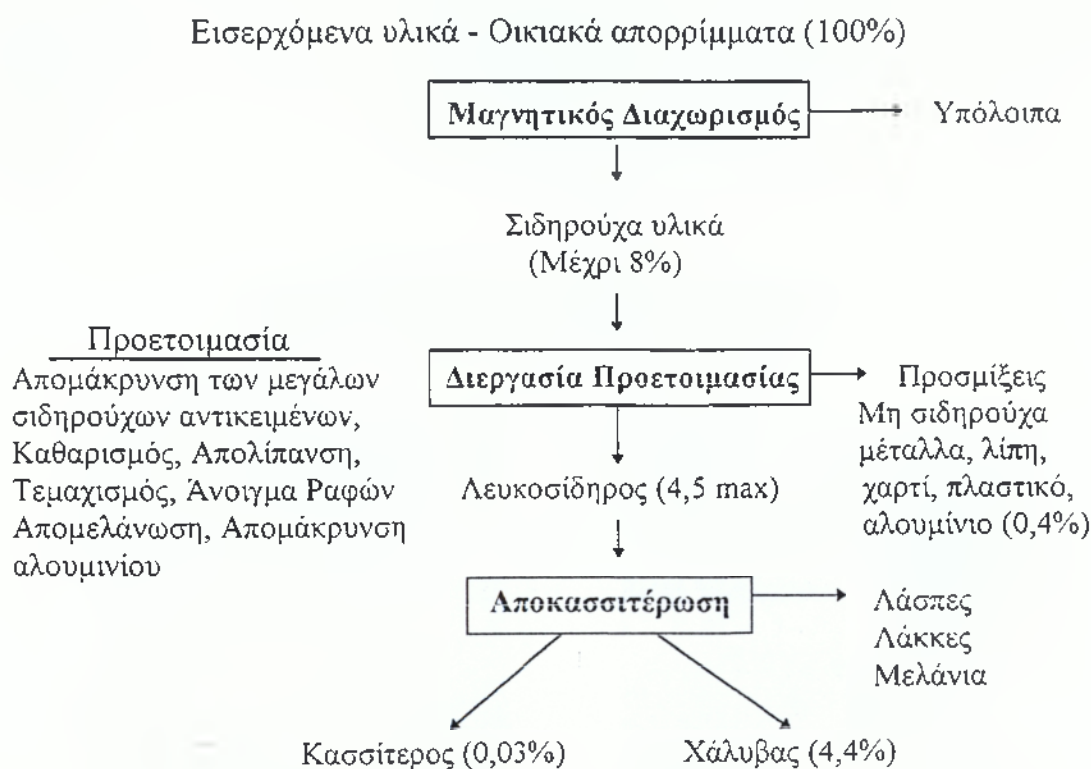 Εισερχόμενα υλικά - Οικιακά απορρίμματα (100%)
Μαγνητικός Διαχωρισμός
Υπόλοιπα
Σιδηρούχα υλικά
(Μέχρι 8%)
Προετοιμασία
Απομάκρυνση των μεγάλων
σιδηρούχων αντικειμένων,
Καθαρισμός, Απολίπανση,
Τεμαχισμός, Άνοιγμα Ραφών
Απομελάνωση, Απομάκρυνση
αλουμινίου
Διεργασία Προετοιμασίας
Προσμίξεις
Μη σιδηρούχα
μέταλλα, λίπη,
χαρτί, πλαστικό,
αλουμίνιο (0,4%)
Λευκοσίδηρος (4,5 max)
Αποκασσιτέρωση
Λάσπες
Λάκκες
Μελάνια
Κασσίτερος (0,03%)
Χάλυβας (4,4%)